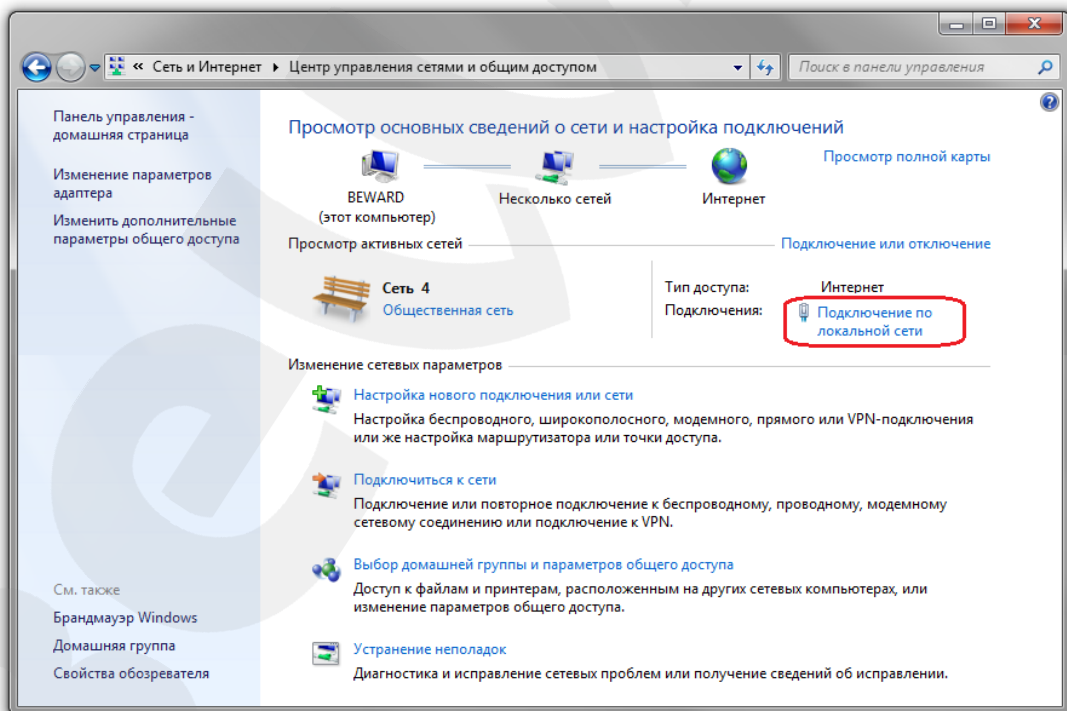 « Сеть и Интернет ▸ Центр управления сетями и общим доступом
Поиск в панели управления
Панель управления -
домашняя страница
Изменение параметров
адаптера
Изменить дополнительные
параметры общего доступа
См. также
Брандмауэр Windows
Домашняя группа
Свойства обозревателя
Просмотр основных сведений о сети и настройка подключений
Просмотр полной карты
BEWARD
(этот компьютер)
Несколько сетей
Интернет
Просмотр активных сетей
Подключение или отключение
Сеть 4
Общественная сеть
Тип доступа: Интернет
Подключения: Подключение по
локальной сети
Изменение сетевых параметров
Настройка нового подключения или сети
Настройка беспроводного, широкополосного, модемного, прямого или VPN-подключения
или же настройка маршрутизатора или точки доступа.
Подключиться к сети
Подключение или повторное подключение к беспроводному, проводному, модемному
сетевому соединению или подключение к VPN.
Выбор домашней группы и параметров общего доступа
Доступ к файлам и принтерам, расположенным на других сетевых компьютерах, или
изменение параметров общего доступа.
Устранение неполадок
Диагностика и исправление сетевых проблем или получение сведений об исправлении.